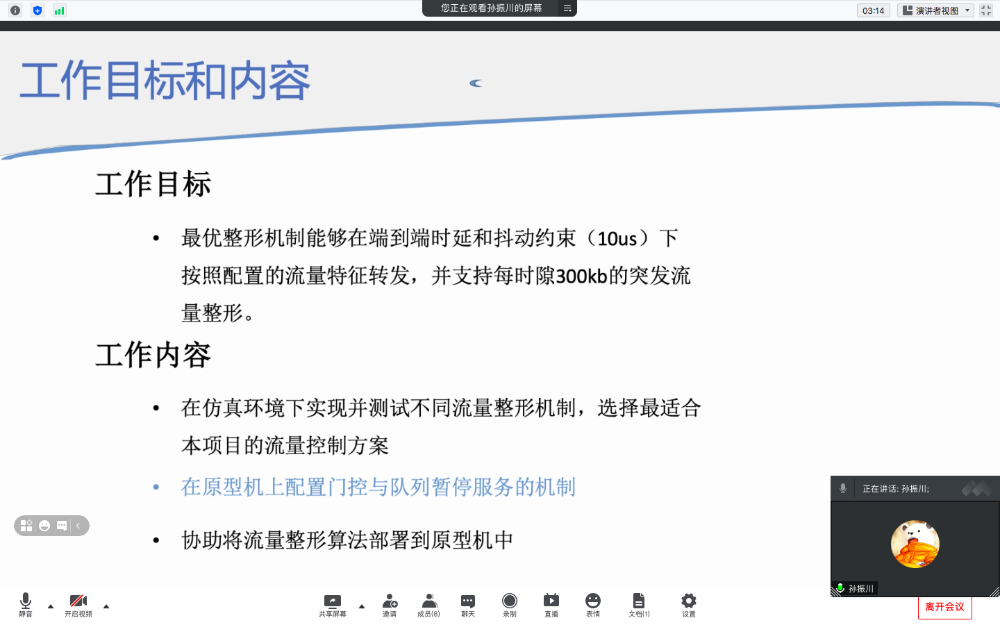 您正在观看孙振川的屏幕
03:14
演讲者视图
工作目标和内容
工作目标
• 最优整形机制能够在端到端时延和抖动约束（10us）下
按照配置的流量特征转发，并支持每时隙300kb的突发流
量整形。
工作内容
• 在仿真环境下实现并测试不同流量整形机制，选择最适合
本项目的流量控制方案
• 在原型机上配置门控与队列暂停服务的机制
• 协助将流量整形算法部署到原型机中
正在讲话: 孙振川;
孙振川
静音
开启视频
共享屏幕
邀请
成员(8)
聊天
录制
直播
表情
文档(1)
设置
离开会议